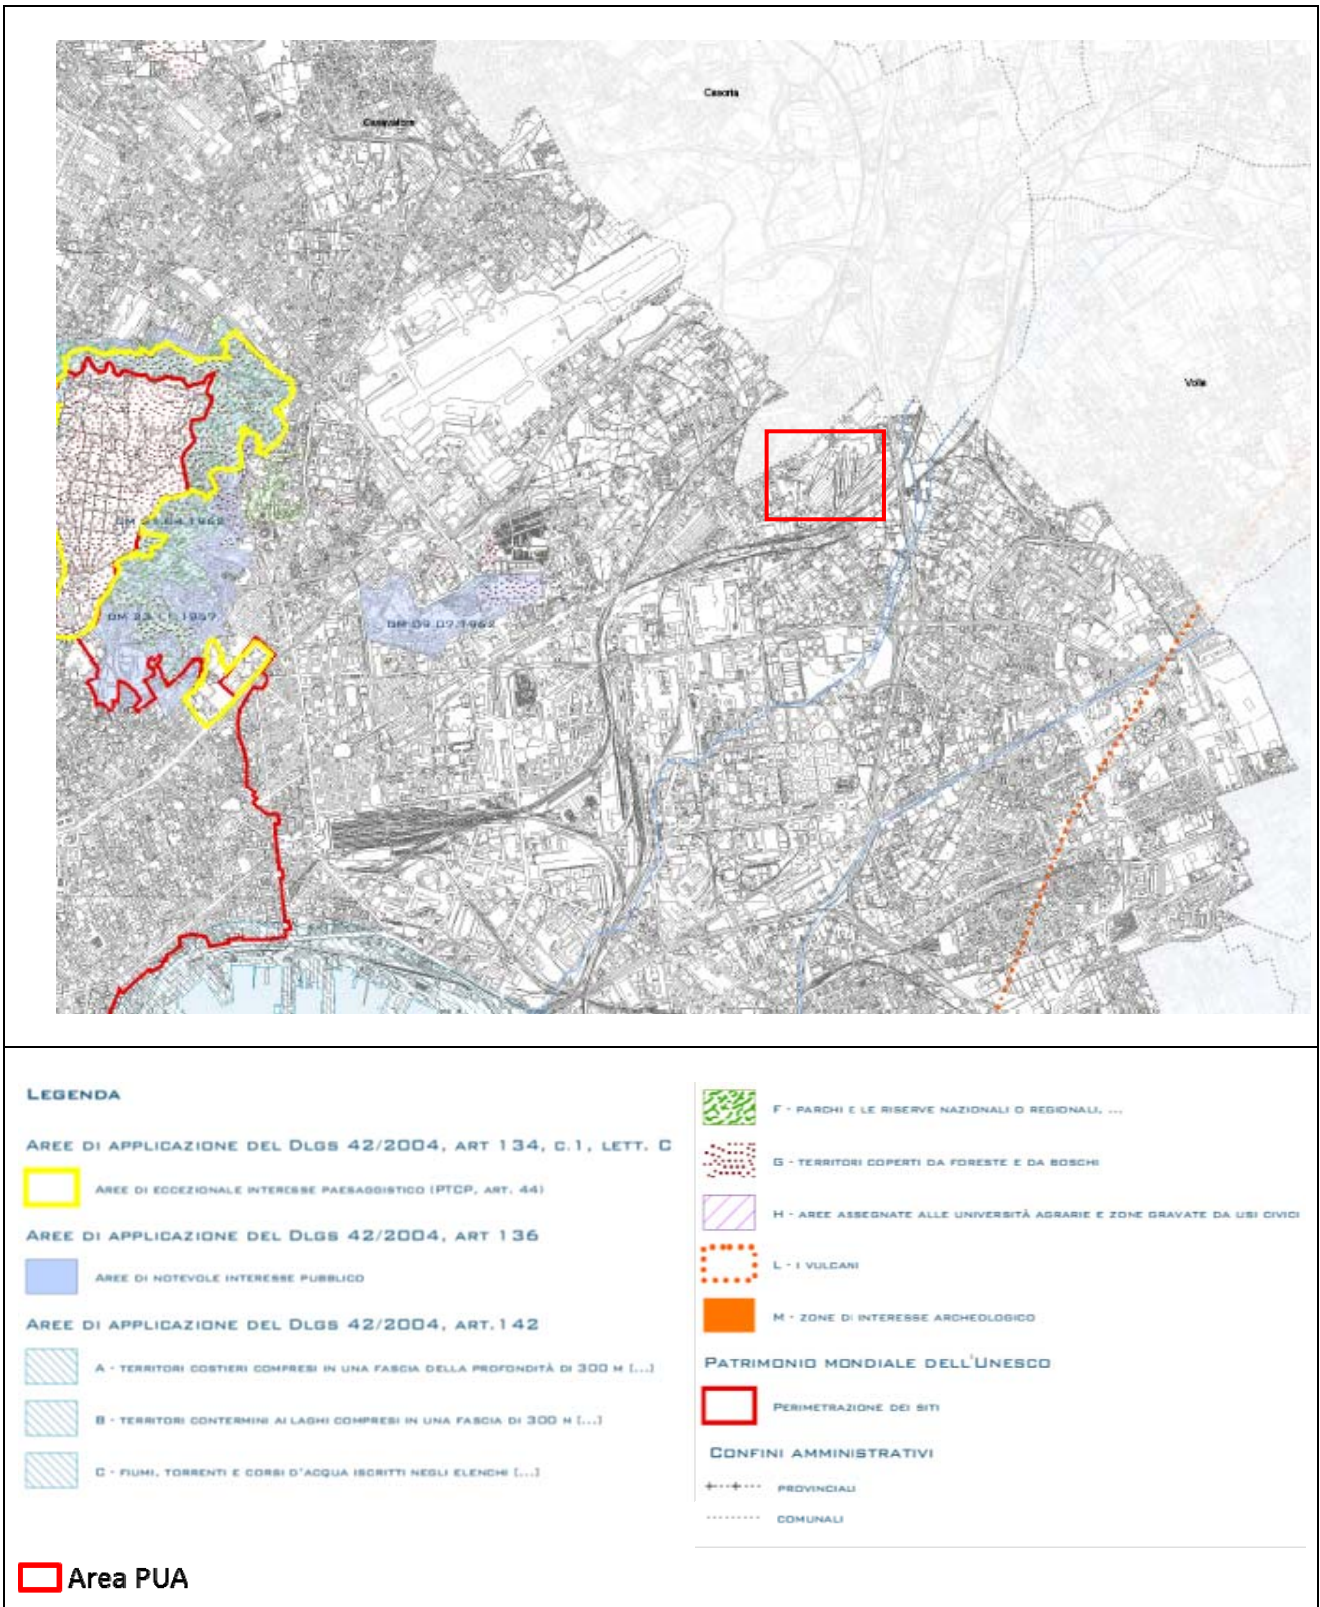 Casoria
Casavatore
Volla
DM 23.11.1957
DM 09.07.1962
LEGENDA
AREE DI APPLICAZIONE DEL DLGS 42/2004, ART 134, C.1, LETT. C
AREE DI ECCEZIONALE INTERESSE PAESAGGISTICO (PTCP, ART. 44)
AREE DI APPLICAZIONE DEL DLGS 42/2004, ART 136
AREE DI NOTEVOLE INTERESSE PUBBLICO
AREE DI APPLICAZIONE DEL DLGS 42/2004, ART.142
A - TERRITORI COSTIERI COMPRESI IN UNA FASCIA DELLA PROFONDITÀ DI 300 M [...]
B - TERRITORI CONTERMINI AI LAGHI COMPRESI IN UNA FASCIA DI 300 M [...]
C - FIUMI, TORRENTI E CORSI D'ACQUA ISCRITTI NEGLI ELENCHI [...]
F - PARCHI E LE RISERVE NAZIONALI O REGIONALI, ...
G - TERRITORI COPERTI DA FORESTE E DA BOSCHI
H - AREE ASSEGNATE ALLE UNIVERSITÀ AGRARIE E ZONE GRAVATE DA USI CIVICI
L - I VULCANI
M - ZONE DI INTERESSE ARCHEOLOGICO
PATRIMONIO MONDIALE DELL'UNESCO
PERIMETRAZIONE DEI SITI
CONFINI AMMINISTRATIVI
PROVINCIALI
COMUNALI
Area PUA